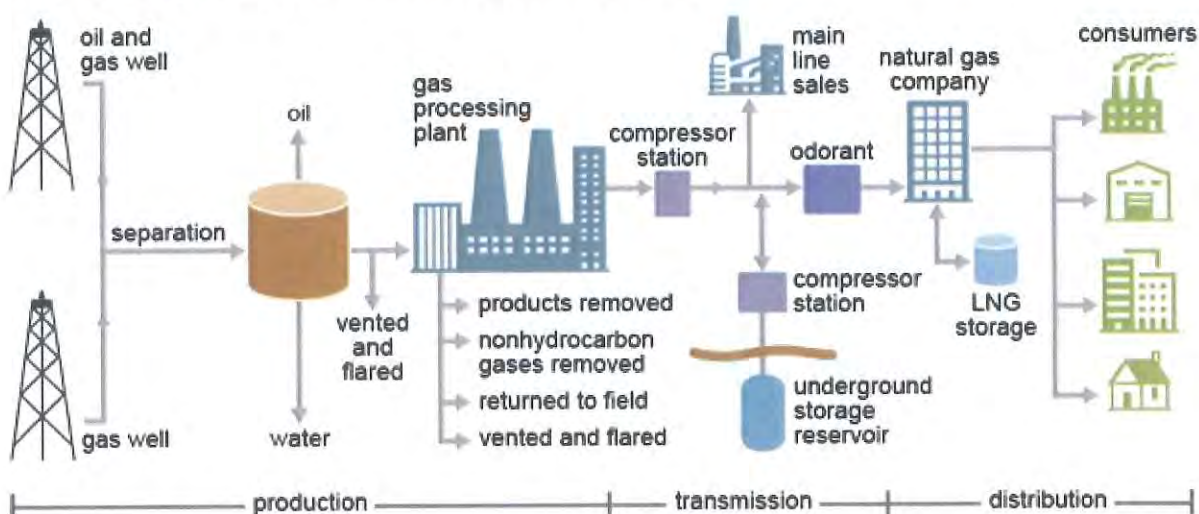 oil and
gas well
gas well
separation
oil
water
vented
and
flared
gas
processing
plant
products removed
nonhydrocarbon
gases removed
returned to field
vented and flared
compressor
station
main
line
sales
compressor
station
underground
storage
reservoir
odorant
natural gas
company
LNG
storage
consumers
production
transmission
distribution